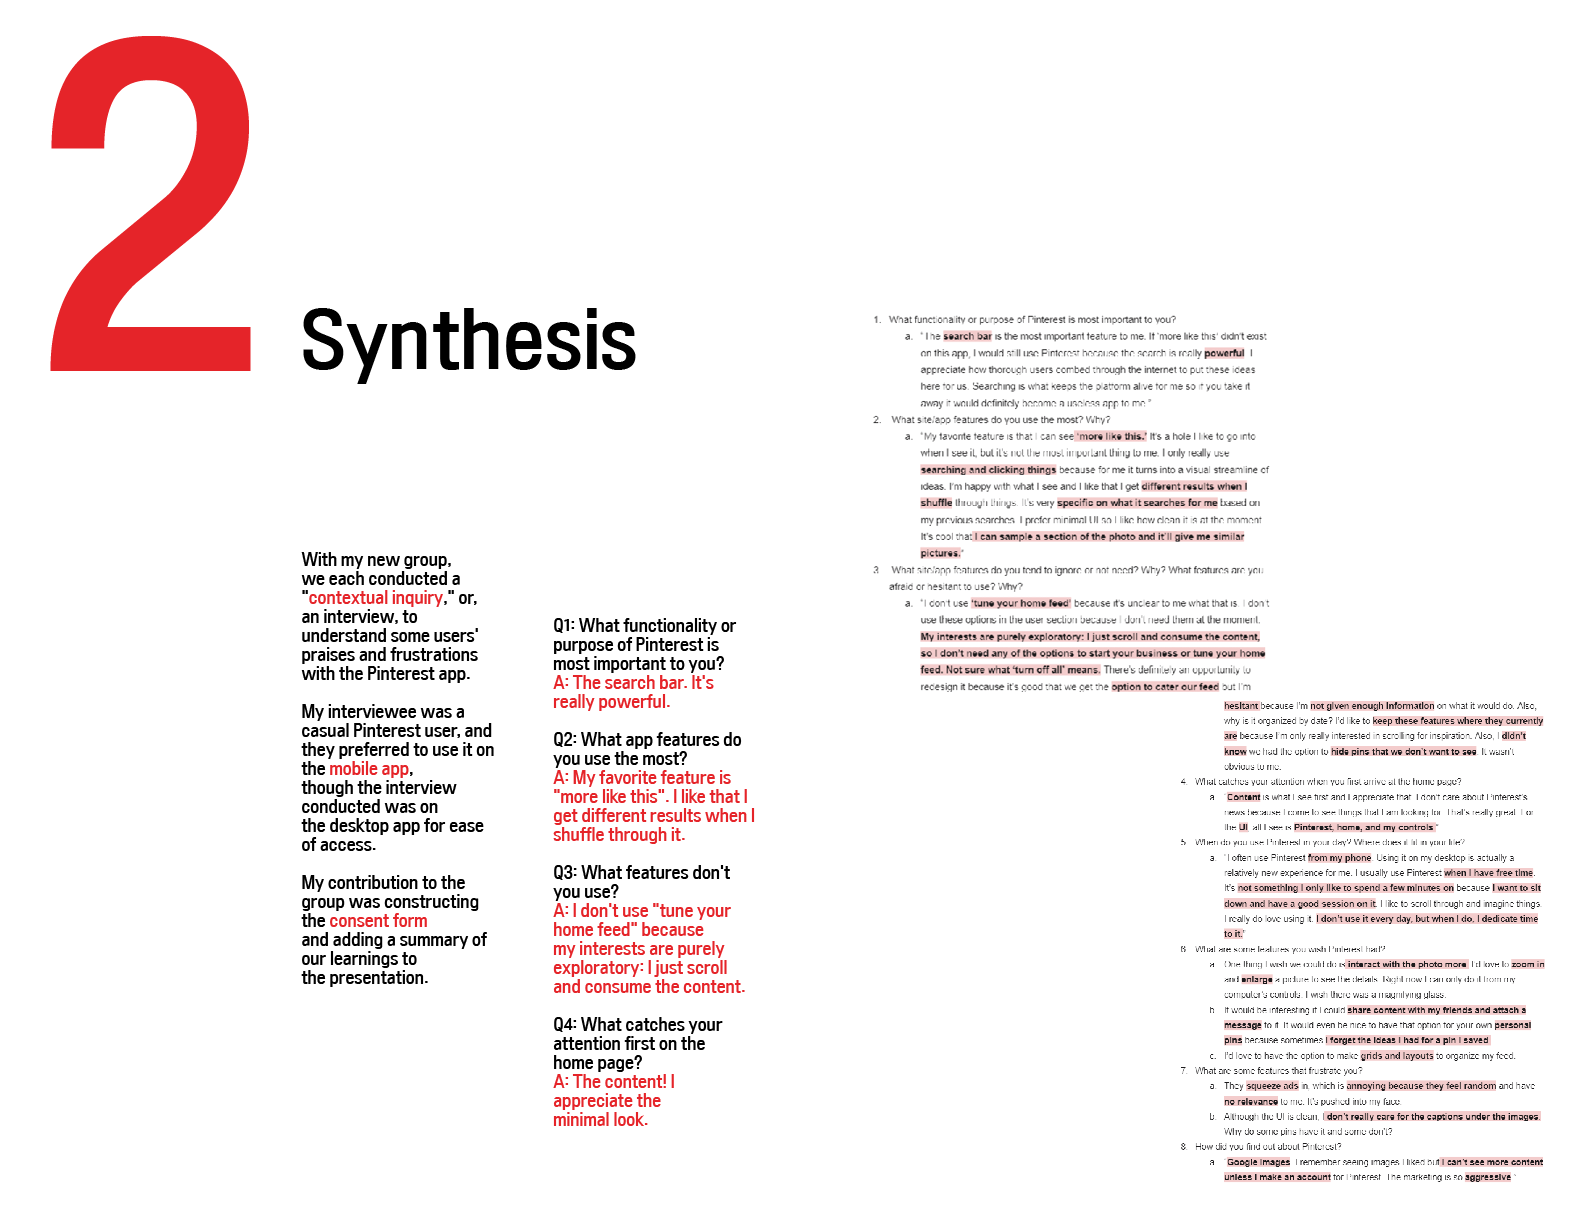 2
Synthesis
With my new group,
we each conducted a
"contextual inquiry," or,
an interview, to
understand some users'
praises and frustrations
with the Pinterest app.
My interviewee was a
casual Pinterest user, and
they preferred to use it on
the mobile app,
though the interview
conducted was on
the desktop app for ease
of access.
My contribution to the
group was constructing
the consent form
and adding a summary of
our learnings to
the presentation.
Q1: What functionality or
purpose of Pinterest is
most important to you?
A: The search bar. It's
really powerful.
Q2: What app features do
you use the most?
A: My favorite feature is
"more like this". I like that I
get different results when I
shuffle through it.
Q3: What features don't
you use?
A: I don't use "tune your
home feed" because
my interests are purely
exploratory: I just scroll
and consume the content.
Q4: What catches your
attention first on the
home page?
A: The content! I
appreciate the
minimal look.
1. What functionality or purpose of Pinterest is most important to you?
a. "The search bar is the most important feature to me. If 'more like this' didn't exist
on this app, I would still use Pinterest because the search is really powerful. I
appreciate how thorough users combed through the internet to put these ideas
here for us. Searching is what keeps the platform alive for me so if you take it
away it would definitely become a useless app to me."
2. What site/app features do you use the most? Why?
a. "My favorite feature is that I can see 'more like this.' It's a hole I like to go into
when I see it, but it's not the most important thing to me. I only really use
searching and clicking things because for me it turns into a visual streamline of
ideas. I'm happy with what I see and I like that I get different results when I
shuffle through things. It's very specific on what it searches for me based on
my previous searches. I prefer minimal UI so I like how clean it is at the moment.
It's cool that I can sample a section of the photo and it'll give me similar
pictures."
3. What site/app features do you tend to ignore or not need? Why? What features are you
afraid or hesitant to use? Why?
a. "I don't use 'tune your home feed' because it's unclear to me what that is. I don't
use these options in the user section because I don't need them at the moment.
My interests are purely exploratory: I just scroll and consume the content,
so I don't need any of the options to start your business or tune your home
feed. Not sure what 'turn off all' means. There's definitely an opportunity to
redesign it because it's good that we get the option to cater our feed but I'm
hesitant because I'm not given enough information on what it would do. Also,
why is it organized by date? I'd like to keep these features where they currently
are because I'm only really interested in scrolling for inspiration. Also, I didn't
know we had the option to hide pins that we don't want to see. It wasn't
obvious to me.
4. What catches your attention when you first arrive at the home page?
a. "Content is what I see first and I appreciate that. I don't care about Pinterest's
news because I come to see things that I am looking for. That's really great. For
the UI, all I see is Pinterest, home, and my controls."
5. When do you use Pinterest in your day? Where does it fit in your life?
a. "I often use Pinterest from my phone. Using it on my desktop is actually a
relatively new experience for me. I usually use Pinterest when I have free time.
It's not something I only like to spend a few minutes on because I want to sit
down and have a good session on it. I like to scroll through and imagine things.
I really do love using it. I don't use it every day, but when I do, I dedicate time
to it."
6. What are some features you wish Pinterest had?
a. One thing I wish we could do is interact with the photo more. I'd love to zoom in
and enlarge a picture to see the details. Right now I can only do it from my
computer's controls. I wish there was a magnifying glass.
b. It would be interesting if I could share content with my friends and attach a
message to it. It would even be nice to have that option for your own personal
pins because sometimes I forget the ideas I had for a pin I saved.
c. I'd love to have the option to make grids and layouts to organize my feed.
7. What are some features that frustrate you?
a. They squeeze ads in, which is annoying because they feel random and have
no relevance to me. It's pushed into my face.
b. Although the UI is clean, I don't really care for the captions under the images.
Why do some pins have it and some don't?
8. How did you find out about Pinterest?
a. "Google Images. I remember seeing images I liked but I can't see more content
unless I make an account for Pinterest. The marketing is so aggressive."